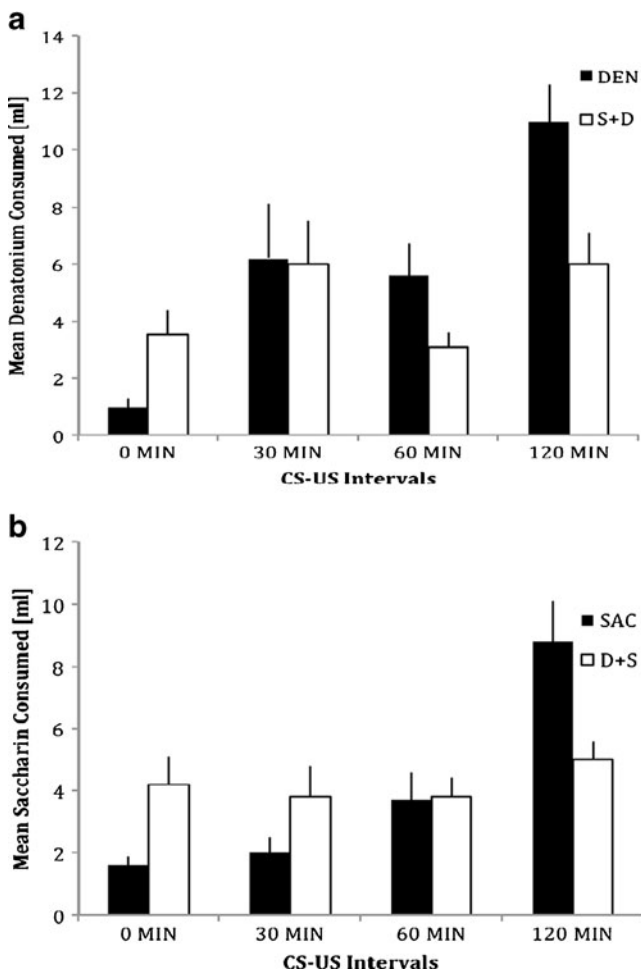 a
Mean Denatonium Consumed [ml]
14
12
10
8
6
4
2
0
DEN
S+D
0 MIN 30 MIN 60 MIN 120 MIN
CS-US Intervals
b
Mean Saccharin Consumed [ml]
12
10
8
6
4
2
0
SAC
D+S
0 MIN 30 MIN 60 MIN 120 MIN
CS-US Intervals